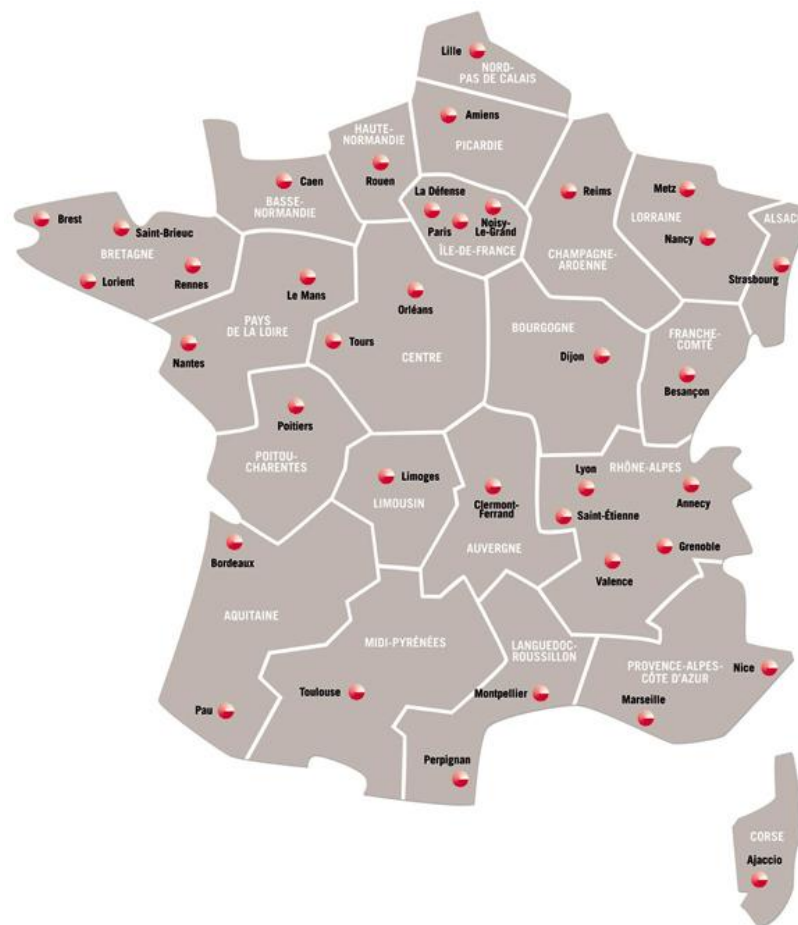 Lille
NORD-
PAS DE CALAIS
Amiens
PICARDIE
HAUTE-
NORMANDIE
Rouen
Caen
BASSE-
NORMANDIE
La Défense
Paris
Noisy-
Le-Grand
ÎLE-DE-FRANCE
Reims
CHAMPAGNE-
ARDENNE
Metz
LORRAINE
Nancy
ALSAC
Strasbourg
Brest
Saint-Brieuc
BRETAGNE
Lorient
Rennes
Le Mans
PAYS
DE LA LOIRE
Nantes
Orléans
Tours
CENTRE
BOURGOGNE
Dijon
FRANCHE-
COMTÉ
Besançon
Poitiers
POITOU-
CHARENTES
Limoges
LIMOUSIN
Clermont-
Ferrand
AUVERGNE
RHÔNE-ALPES
Lyon
Annecy
Saint-Étienne
Grenoble
Valence
Bordeaux
AQUITAINE
Pau
MIDI-PYRÉNÉES
Toulouse
LANGUEDOC-
ROUSSILLON
Montpellier
Perpignan
PROVENCE-ALPES-
CÔTE D'AZUR
Nice
Marseille
CORSE
Ajaccio